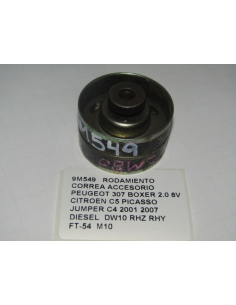 M549
9M549 RODAMIENTO
CORREA ACCESORIO
PEUGEOT 307 BOXER 2.0 8V
CITROEN C5 PICASSO
JUMPER C4 2001 2007
DIESEL DW10 RHZ RHY
FT-54 M10